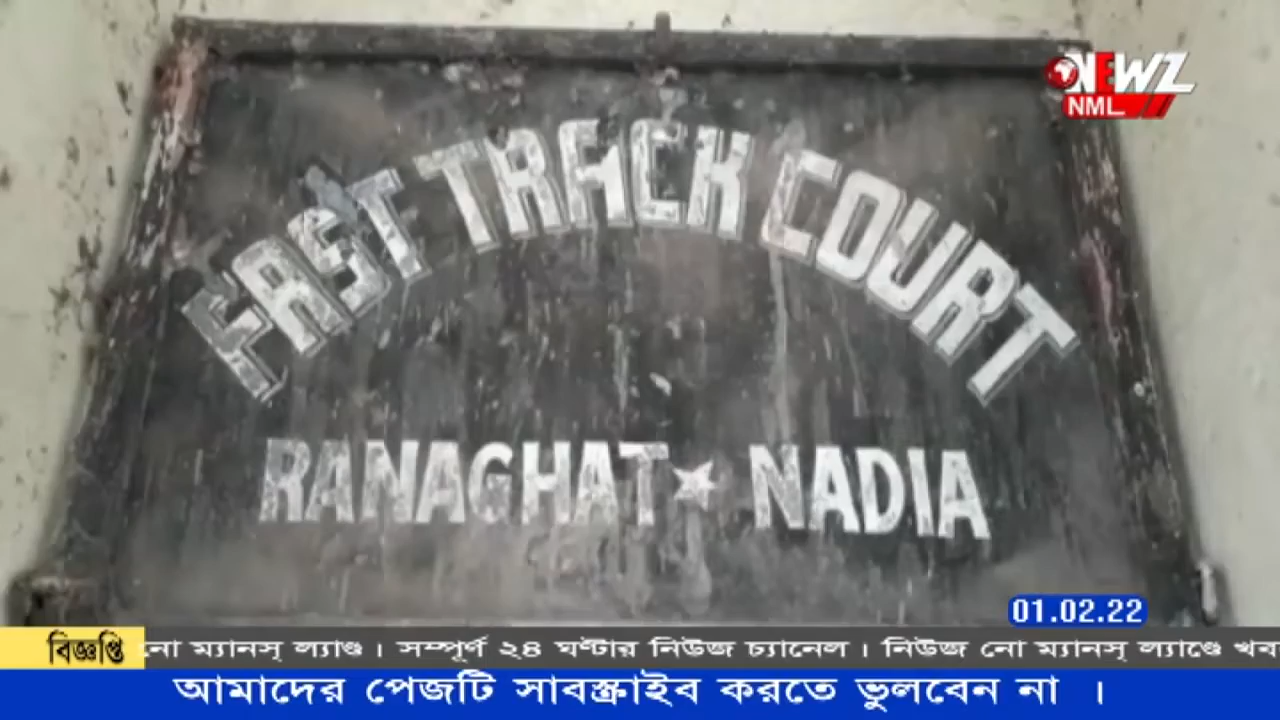 NEWZ
NML
FAST TRACK COURT
RANAGHAT ★ NADIA
01.02.22
বিজ্ঞপ্তি
নো ম্যানস্ ল্যাণ্ড । সম্পূর্ণ ২৪ ঘণ্টার নিউজ চ্যানেল । নিউজ নো ম্যানস্ ল্যাণ্ডে খব
আমাদের পেজটি সাবস্ক্রাইব করতে ভুলবেন না ।